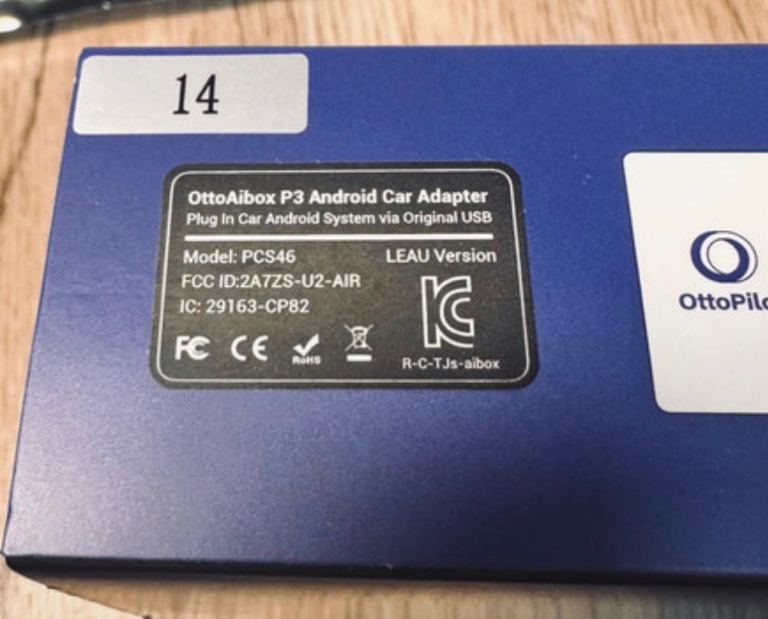 14
OttoAibox P3 Android Car Adapter
Plug In Car Android System via Original USB
Model: PCS46
LEAU Version
FCC ID:2A7ZS-U2-AIR
IC: 29163-CP82
FC CE RoHS
R-C-TJs-aibox
OttoPilo